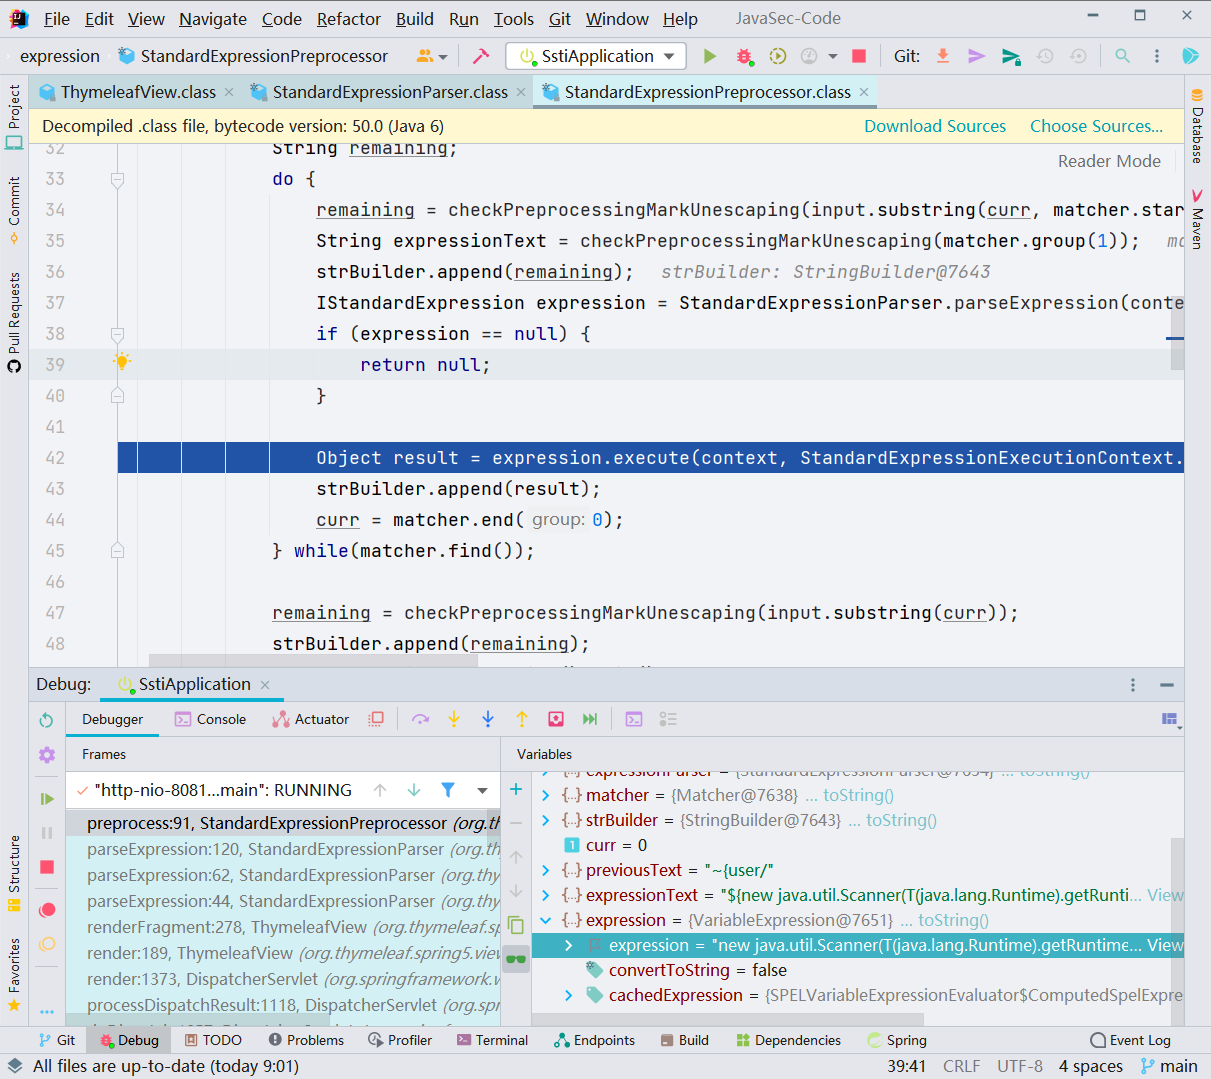 File Edit View Navigate Code Refactor Build Run Tools Git Window Help JavaSec-Code
expression StandardExpressionPreprocessor SstiApplication Git:
ThymeleafView.class StandardExpressionParser.class StandardExpressionPreprocessor.class
Decompiled .class file, bytecode version: 50.0 (Java 6) Download Sources Choose Sources...
Reader Mode
32 String remaining;
33 do {
34 remaining = checkPreprocessingMarkUnescaping(input.substring(curr, matcher.star
35 String expressionText = checkPreprocessingMarkUnescaping(matcher.group(1));
36 strBuilder.append(remaining); strBuilder: StringBuilder@7643
37 IStandardExpression expression = StandardExpressionParser.parseExpression(conte
38 if (expression == null) {
39 return null;
40 }
41
42 Object result = expression.execute(context, StandardExpressionExecutionContext.
43 strBuilder.append(result);
44 curr = matcher.end( group: 0);
45 } while(matcher.find());
46
47 remaining = checkPreprocessingMarkUnescaping(input.substring(curr));
48 strBuilder.append(remaining);
Project
Commit
Pull Requests
Structure
Favorites
Database
Maven
Debug: SstiApplication
Debugger Console Actuator
Frames
"http-nio-8081...main": RUNNING
preprocess:91, StandardExpressionPreprocessor (org.th
parseExpression:120, StandardExpressionParser (org.thy
parseExpression:62, StandardExpressionParser (org.thym
parseExpression:44, StandardExpressionParser (org.thym
renderFragment:278, ThymeleafView (org.thymeleaf.sp
render:189, ThymeleafView (org.thymeleaf.spring5.view
render:1373, DispatcherServlet (org.springframework.w
processDispatchResult:1118, DispatcherServlet (org.spr
Variables
expressionParser = {StandardExpressionParser@7634} ... toString()
matcher = {Matcher@7638} ... toString()
strBuilder = {StringBuilder@7643} ... toString()
curr = 0
previousText = "~{user/"
expressionText = "${new java.util.Scanner(T(java.lang.Runtime).getRunti... View
expression = {VariableExpression@7651} ... toString()
expression = "new java.util.Scanner(T(java.lang.Runtime).getRuntime... View
convertToString = false
cachedExpression = {SPELVariableExpressionEvaluator$ComputedSpelExpre
Git Debug TODO Problems Profiler Terminal Endpoints Build Dependencies Spring Event Log
All files are up-to-date (today 9:01) 39:41 CRLF UTF-8 4 spaces main